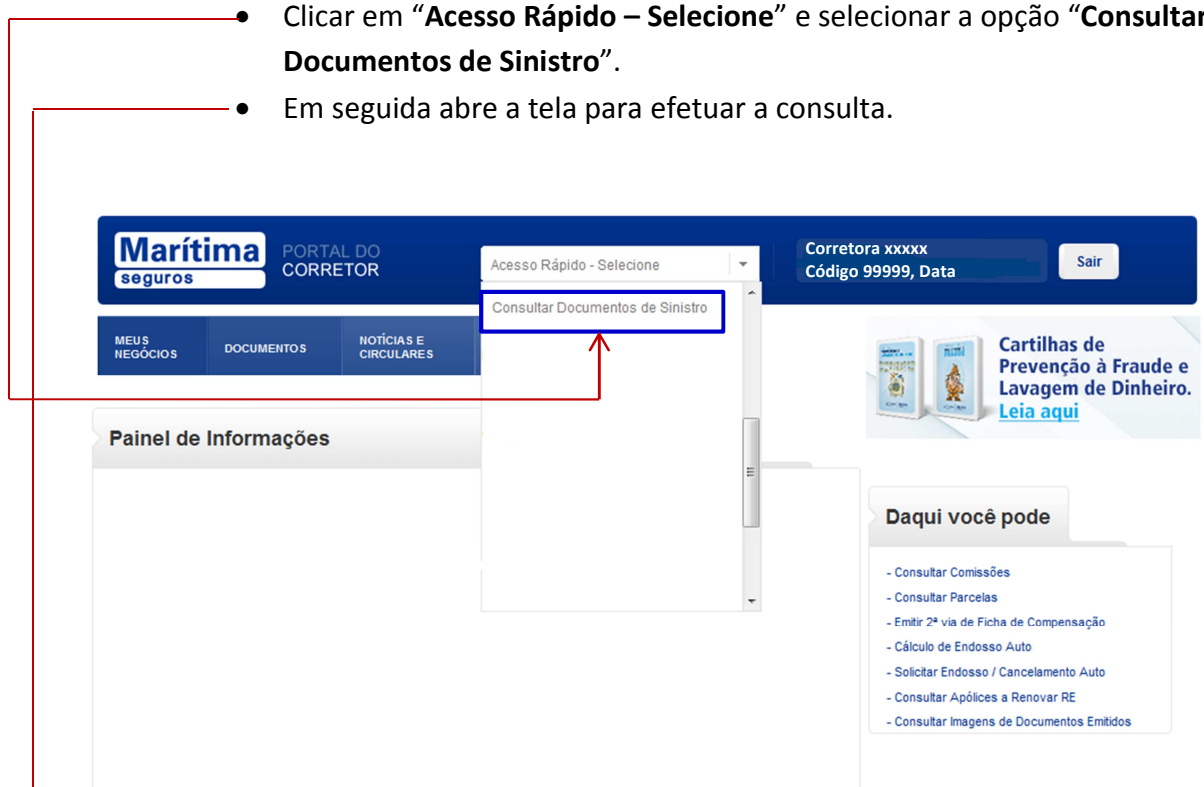 • Clicar em “Acesso Rápido – Selecione” e selecionar a opção “Consultar
Documentos de Sinistro”.
• Em seguida abre a tela para efetuar a consulta.
Marítima
seguros
PORTAL DO
CORRETOR
Acesso Rápido - Selecione
Corretora xxxxx
Código 99999, Data
Sair
Consultar Documentos de Sinistro
MEUS
NEGÓCIOS
DOCUMENTOS
NOTÍCIAS E
CIRCULARES
Cartilhas de
Prevenção à Fraude e
Lavagem de Dinheiro.
Leia aqui
Painel de Informações
Daqui você pode
- Consultar Comissões
- Consultar Parcelas
- Emitir 2ª via de Ficha de Compensação
- Cálculo de Endosso Auto
- Solicitar Endosso / Cancelamento Auto
- Consultar Apólices a Renovar RE
- Consultar Imagens de Documentos Emitidos